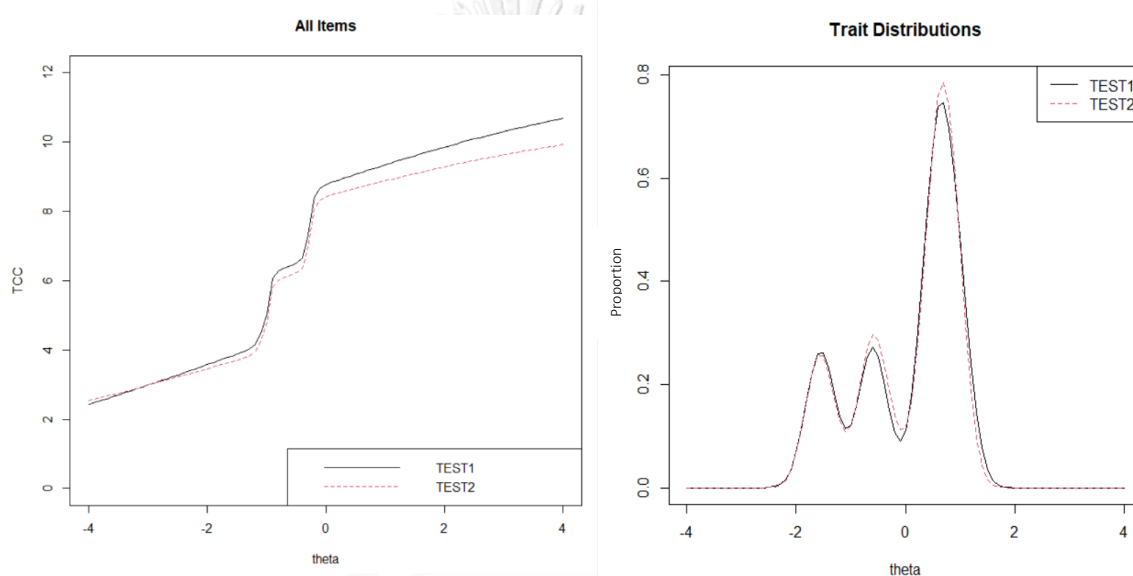 All Items
TCC
12
10
8
6
4
2
0
TEST1
TEST2
-4
-2
0
2
4
theta
Trait Distributions
Proportion
0.8
0.6
0.4
0.2
0.0
TEST1
TEST2
-4
-2
0
2
4
theta